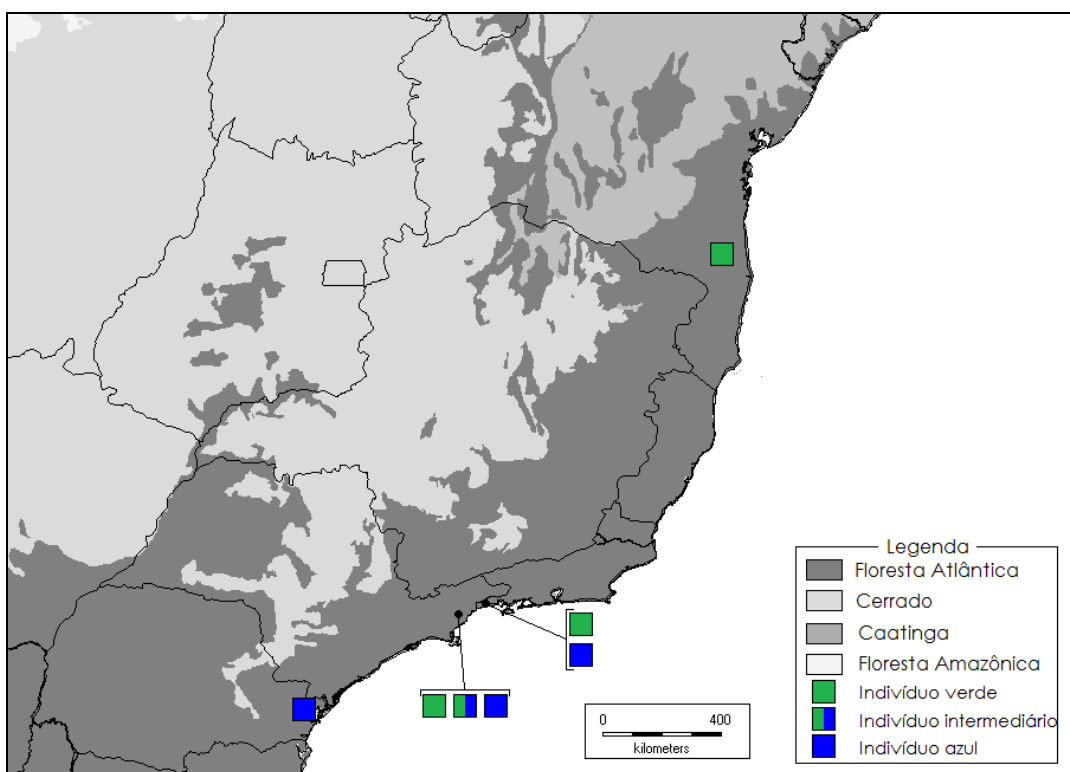 Legenda
Floresta Atlântica
Cerrado
Caatinga
Floresta Amazônica
Indivíduo verde
Indivíduo intermediário
Indivíduo azul
0 400
kilometers